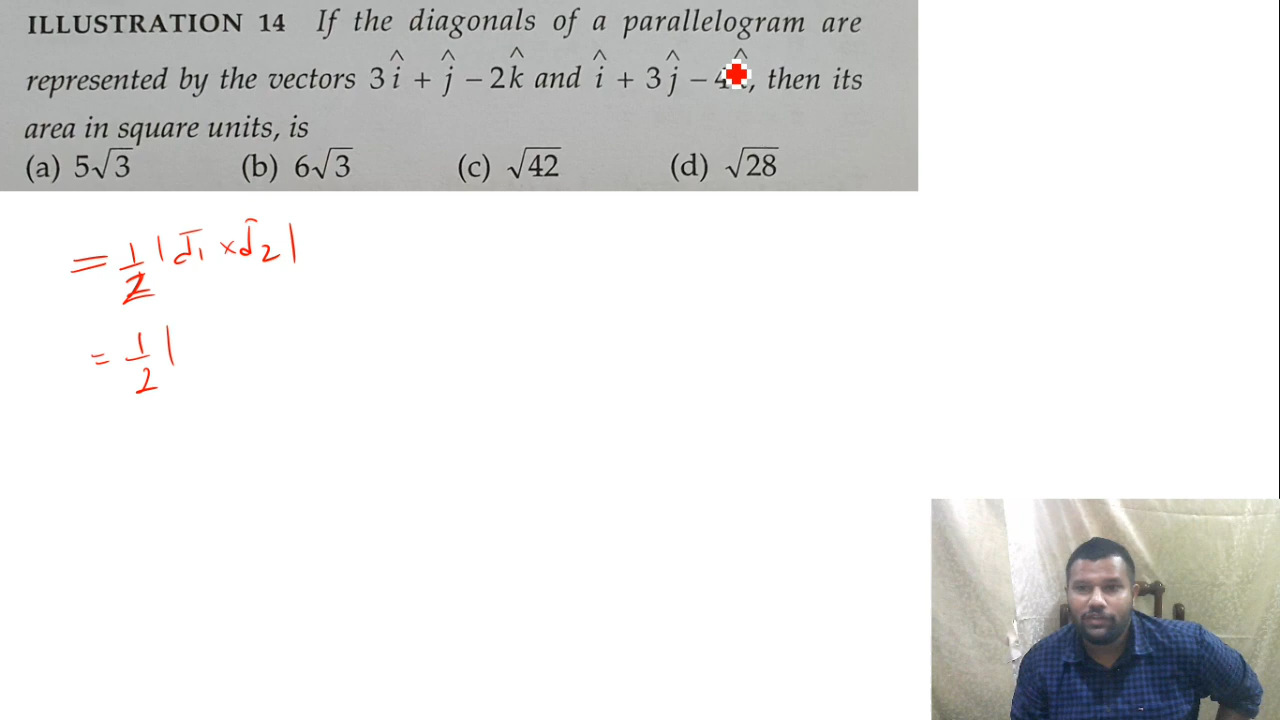 ILLUSTRATION 14 If the diagonals of a parallelogram are
represented by the vectors 3î + ĵ − 2k̂ and î + 3ĵ − 4k̂, then its
area in square units, is
(a) 5√3 (b) 6√3 (c) √42 (d) √28
= 1/2 |d̄₁ × d̄₂|
= 1/2 |